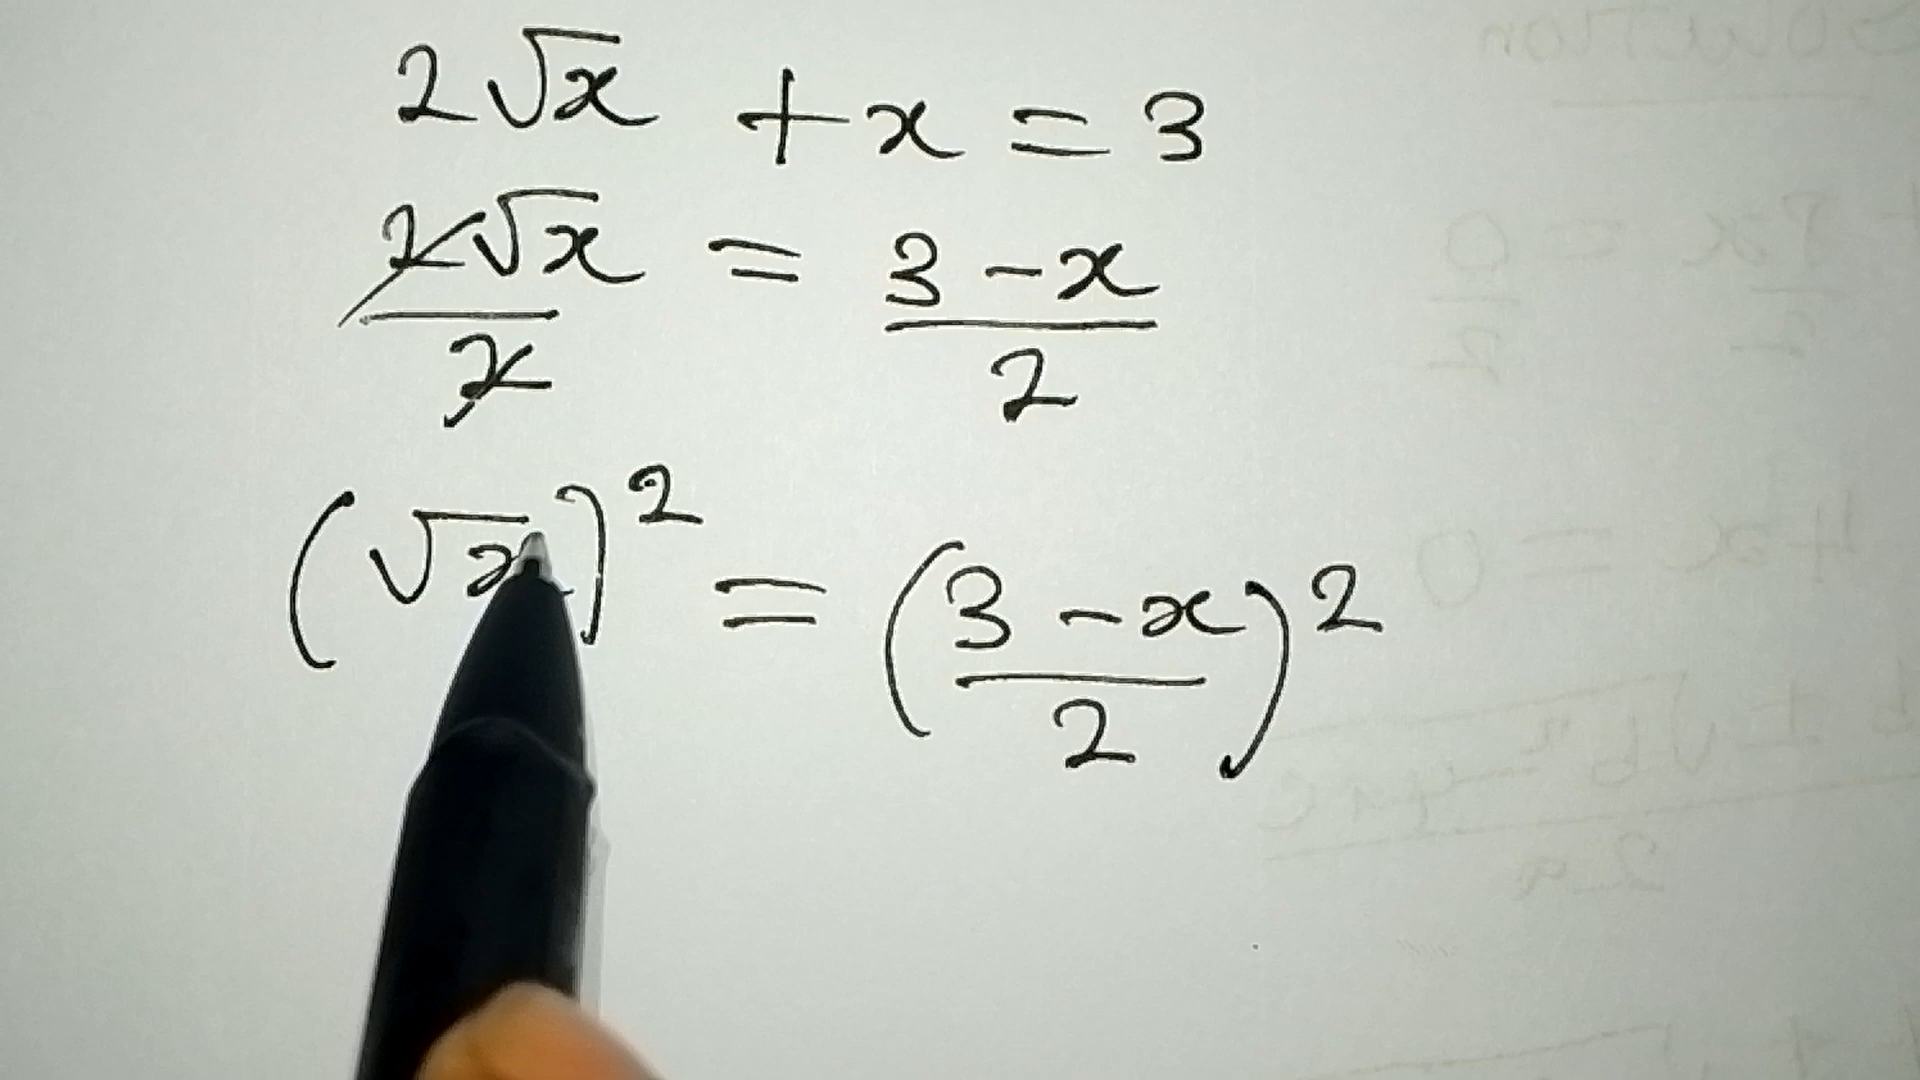 2√x + x = 3
2√x/2 = 3 - x/2
(√x)² = (3 - x/2)²